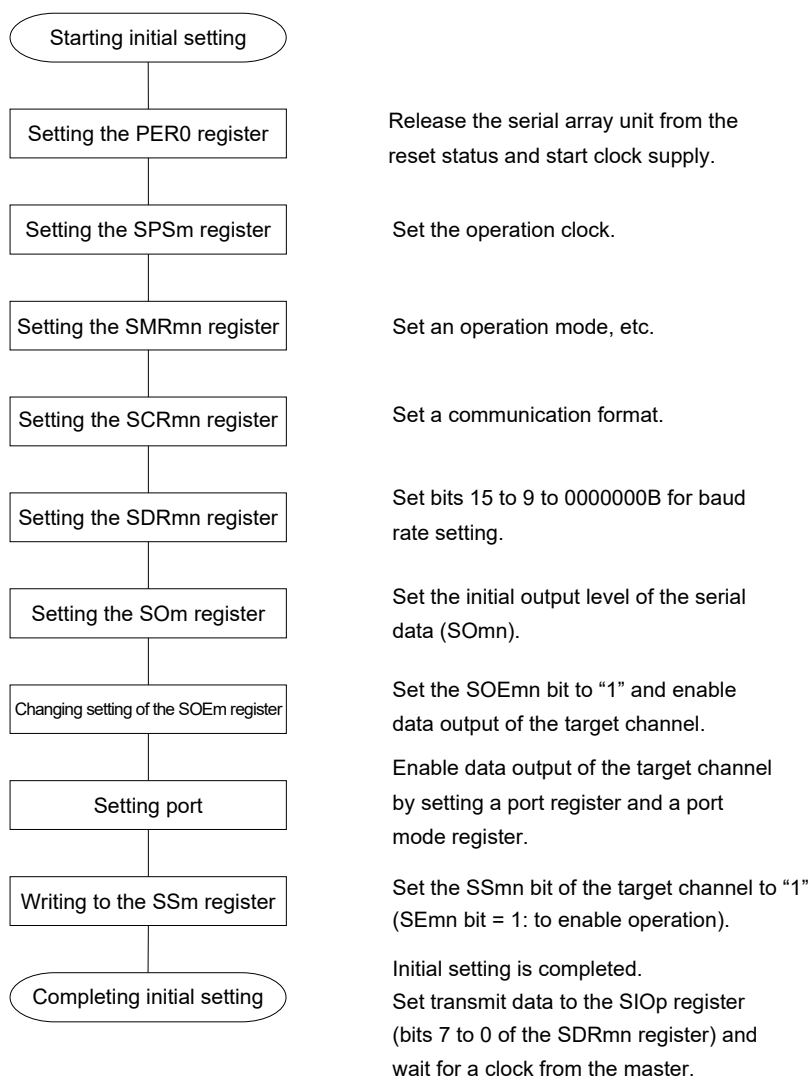 Starting initial setting
Setting the PER0 register
Release the serial array unit from the
reset status and start clock supply.
Setting the SPSm register
Set the operation clock.
Setting the SMRmn register
Set an operation mode, etc.
Setting the SCRmn register
Set a communication format.
Setting the SDRmn register
Set bits 15 to 9 to 0000000B for baud
rate setting.
Setting the SOm register
Set the initial output level of the serial
data (SOmn).
Changing setting of the SOEm register
Set the SOEmn bit to “1” and enable
data output of the target channel.
Setting port
Enable data output of the target channel
by setting a port register and a port
mode register.
Writing to the SSm register
Set the SSmn bit of the target channel to “1”
(SEmn bit = 1: to enable operation).
Completing initial setting
Initial setting is completed.
Set transmit data to the SIOp register
(bits 7 to 0 of the SDRmn register) and
wait for a clock from the master.